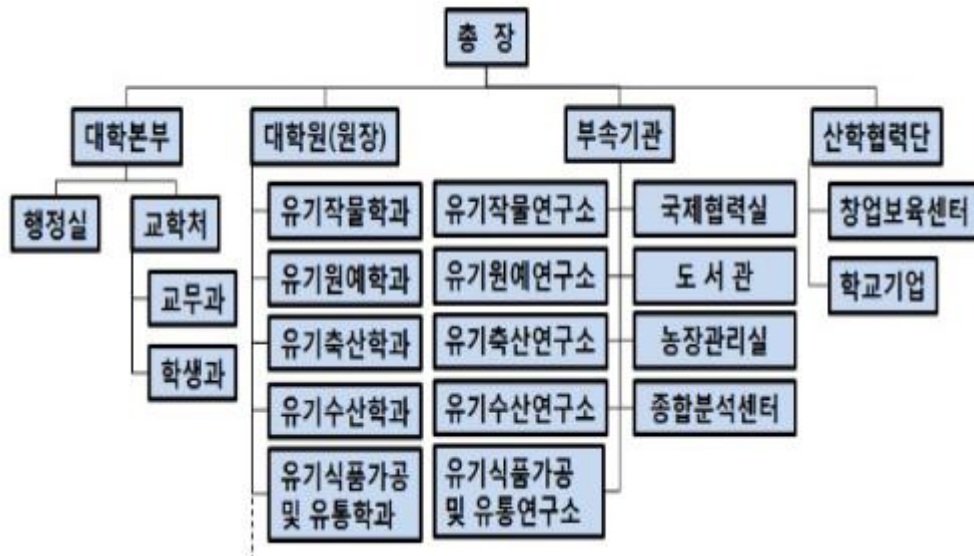 총 장
대학본부
대학원(원장)
부속기관
산학협력단
행정실
교학처
교무과
학생과
유기작물학과
유기원예학과
유기축산학과
유기수산학과
유기식품가공
및 유통학과
유기작물연구소
유기원예연구소
유기축산연구소
유기수산연구소
유기식품가공
및 유통연구소
국제협력실
도 서 관
농장관리실
종합분석센터
창업보육센터
학교기업